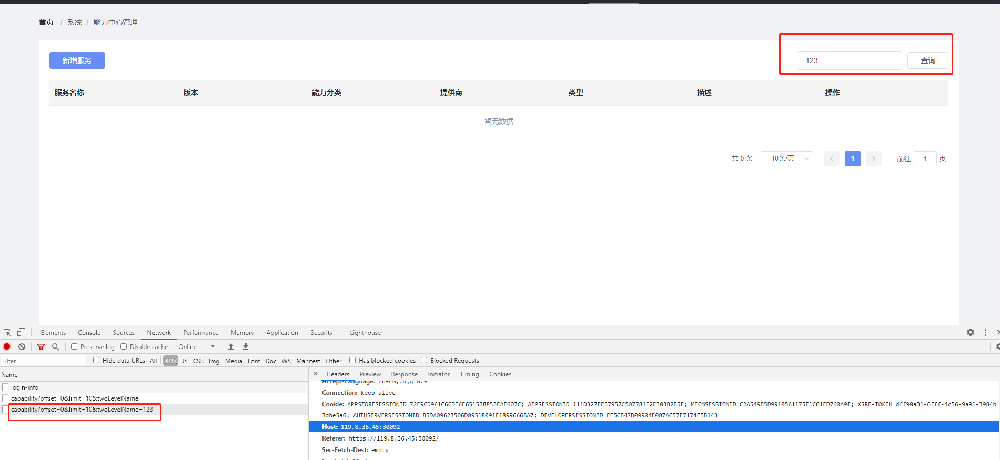 首页 / 系统 / 能力中心管理
新增服务
123 查询
服务名称 版本 能力分类 提供商 类型 描述 操作
暂无数据
共 0 条 10条/页 1 前往 1 页
Elements Console Sources Network Performance Memory Application Security Lighthouse
Preserve log Disable cache Online
Filter Hide data URLs All XHR JS CSS Img Media Font Doc WS Manifest Other Has blocked cookies Blocked Requests
Name
Headers Preview Response Initiator Timing Cookies
login-info
capability?offset=0&limit=10&twoLevelName=
capability?offset=0&limit=10&twoLevelName=123
Accept-Language: zh-CN,zh;q=0.9
Connection: keep-alive
Cookie: APPSTORESESSIONID=72E9CD961C6CDE6E6515B8853EAE607C; ATPSESSIONID=111D327FF57957C507781E2F303B2B5F; MECMSESSIONID=C2A549B5D9910561175F1C61FD760A9E; XSRF-TOKEN=dff90a31-6fff-4c56-9a91-3984b
3dbe5a6; AUTHSERVERSESSIONID=85DA09623506D09518091F18996668A7; DEVELOPERSESSIONID=EE5CB47D09904E007AC57E7174E5B143
Host: 119.8.36.45:30092
Referer: https://119.8.36.45:30092/
Sec-Fetch-Dest: empty